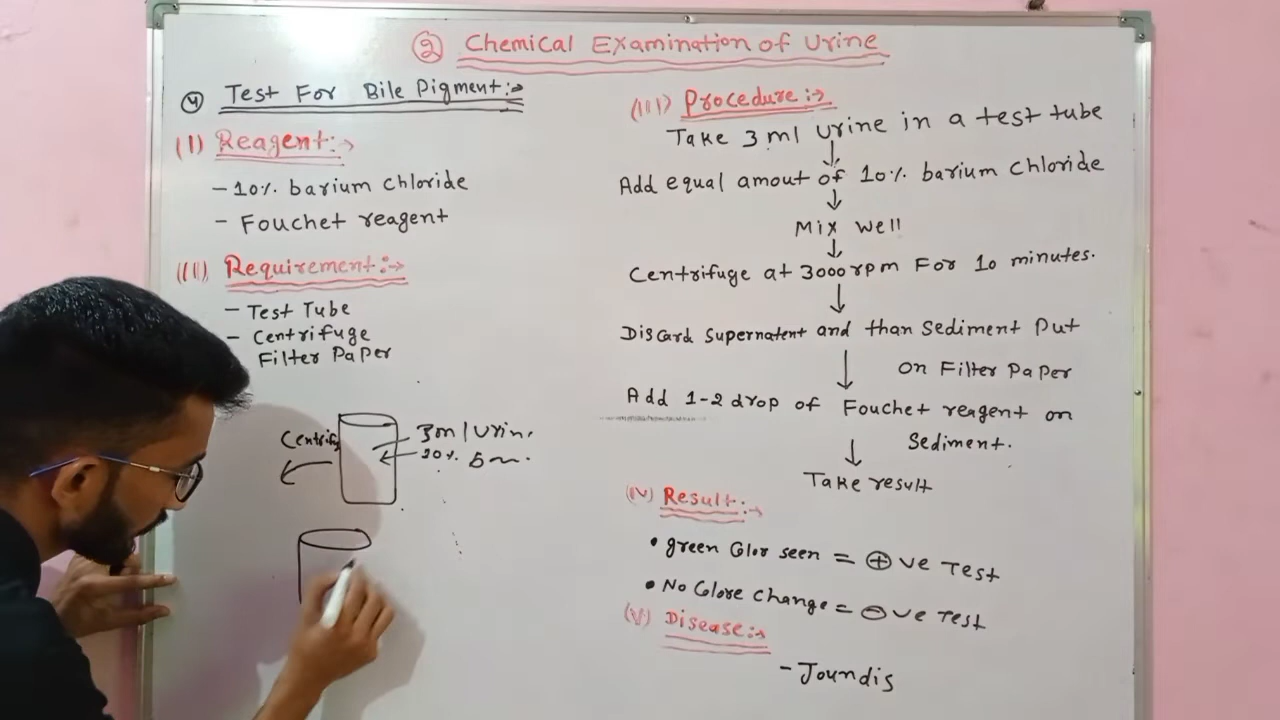 ② Chemical Examination of Urine
④ Test For Bile Pigment:->
(I) Reagent:->
- 10% barium Chloride
- Fouchet reagent
(II) Requirement:->
- Test Tube
- Centrifuge
Filter Paper
Centrifu
3ml Urin.
(III) Procedure:->
Take 3 ml Urine in a test tube
↓
Add equal amout of 10% barium Chloride
↓
Mix Well
↓
Centrifuge at 3000 rpm For 10 minutes.
↓
Discard Supernatent and than Sediment Put
on Filter Paper
↓
Add 1-2 drop of Fouchet reagent on
Sediment.
↓
Take result
(IV) Result:->
• green Color seen = ⊕ ve Test
• No Colore change = ⊖ ve Test
(V) Disease:->
- Joundis